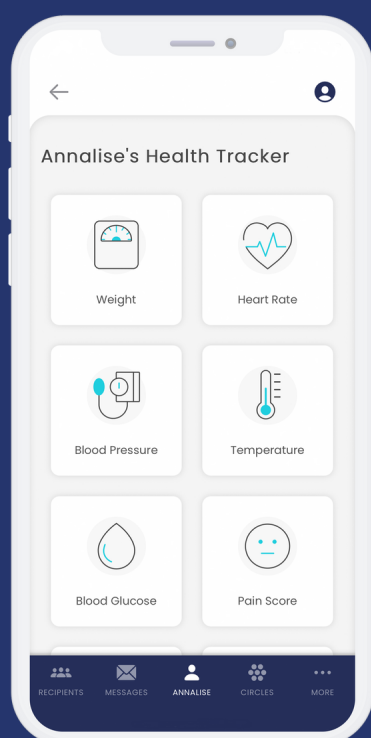 Annalise's Health Tracker
Weight
Heart Rate
Blood Pressure
Temperature
Blood Glucose
Pain Score
RECIPIENTS
MESSAGES
ANNALISE
CIRCLES
MORE